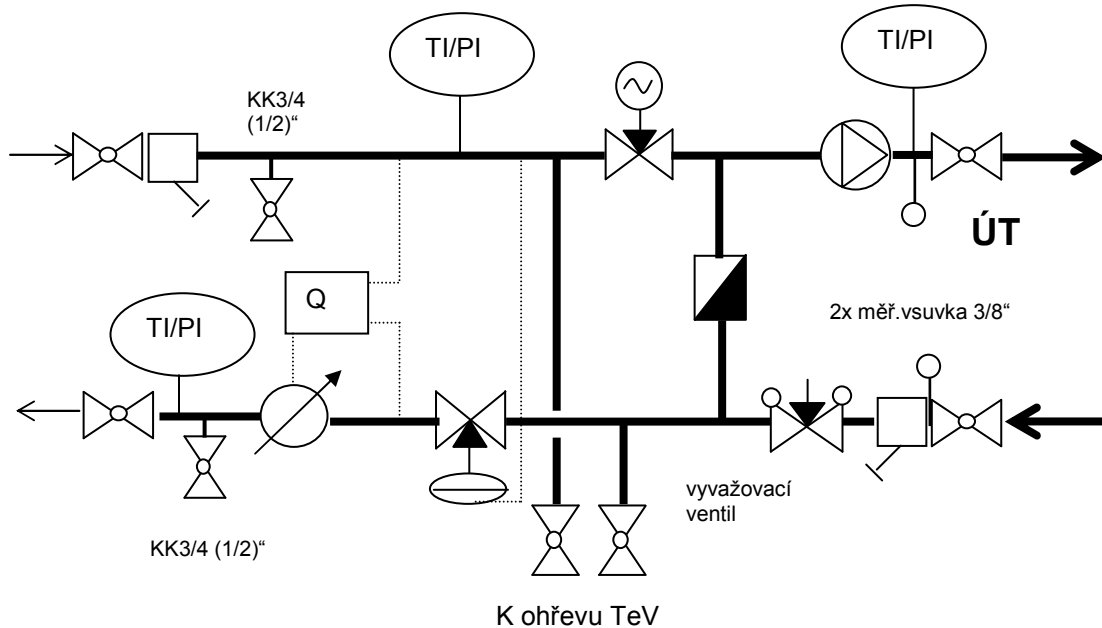 TI/PI
TI/PI
KK3/4
(1/2)“
ÚT
Q
TI/PI
2x měř.vsuvka 3/8“
vyvažovací
ventil
KK3/4 (1/2)“
K ohřevu TeV